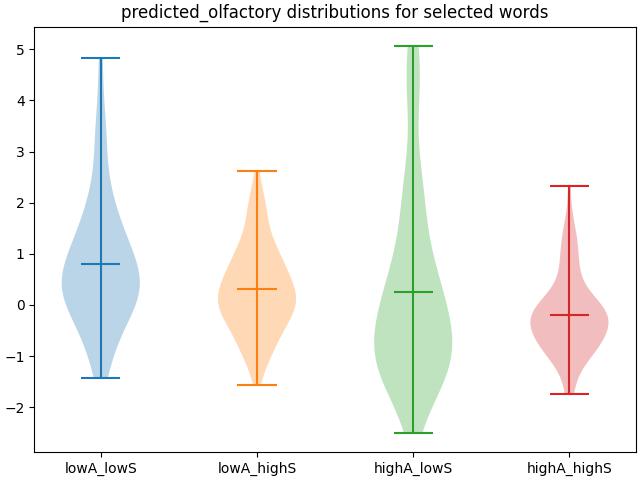 predicted_olfactory distributions for selected words
5
4
3
2
1
0
−1
−2
lowA_lowS
lowA_highS
highA_lowS
highA_highS